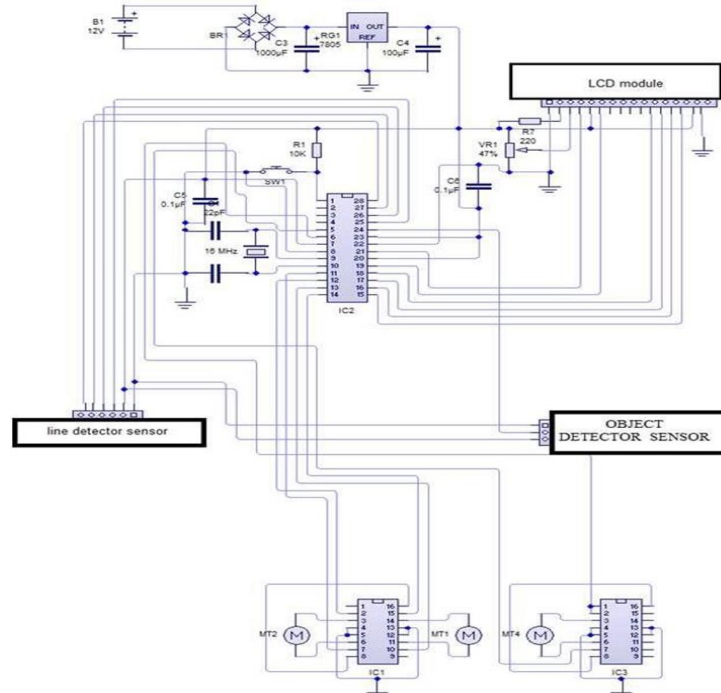 B1
12V
BR1
C3
1000µF
RG1
7805
IN OUT
REF
C4
100µF
LCD module
R7
220
VR1
47%
R1
10K
SW1
C6
0.1µF
C5
0.1µF
22pF
16 MHz
1
2
3
4
5
6
7
8
9
10
11
12
13
14
28
27
26
25
24
23
22
21
20
19
18
17
16
15
IC2
line detector sensor
OBJECT
DETECTOR SENSOR
1
2
3
4
5
6
7
8
16
15
14
13
12
11
10
9
MT2
M
MT1
M
IC1
1
2
3
4
5
6
7
8
16
15
14
13
12
11
10
9
MT4
M
IC3